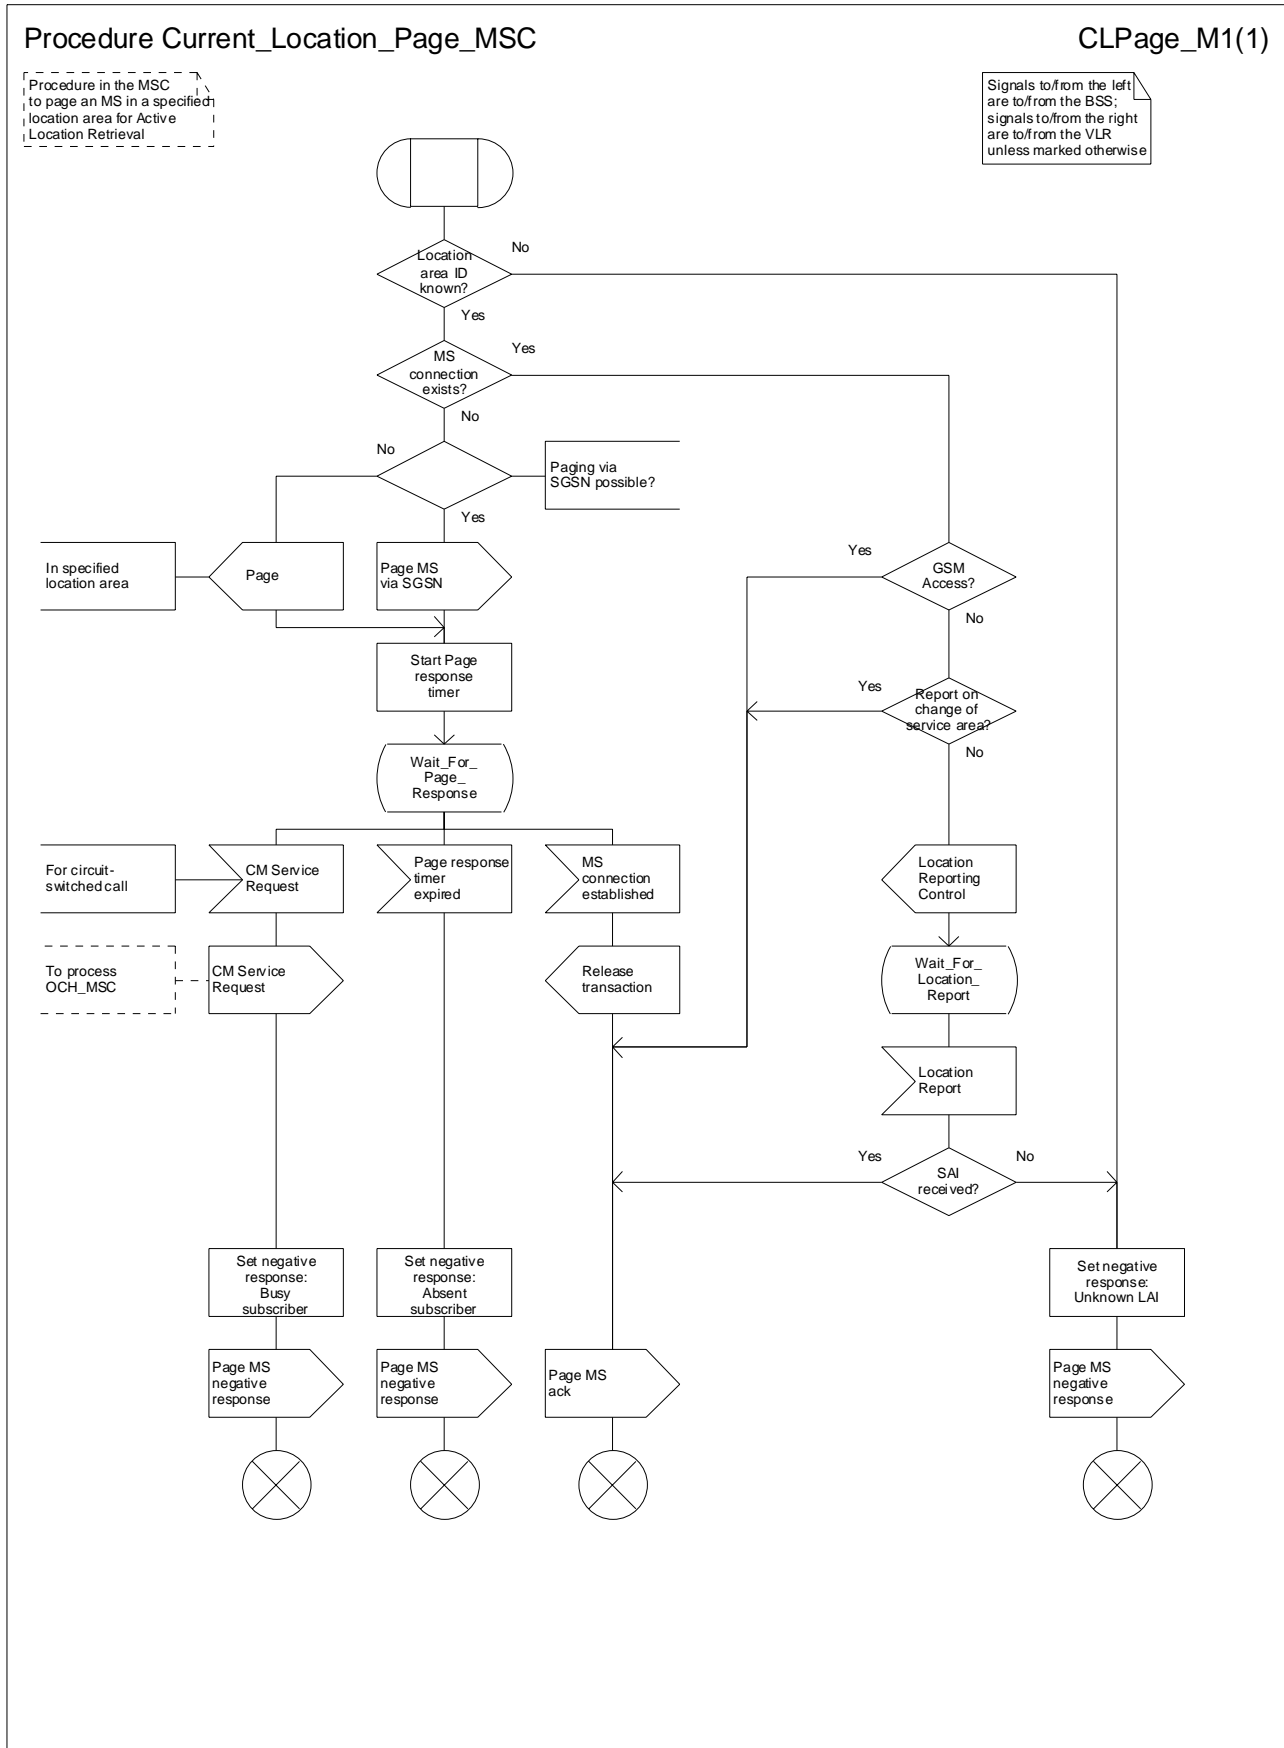 Procedure Current_Location_Page_MSC
CLPage_M1(1)
Procedure in the MSC
to page an MS in a specified
location area for Active
Location Retrieval
Signals to/from the left
are to/from the BSS;
signals to/from the right
are to/from the VLR
unless marked otherwise
Location
area ID
known?
No
Yes
MS
connection
exists?
Yes
No
No
Paging via
SGSN possible?
Yes
In specified
location area
Page
Page MS
via SGSN
Yes
GSM
Access?
No
Start Page
response
timer
Yes
Report on
change of
service area?
No
Wait_For_
Page_
Response
For circuit-
switched call
CM Service
Request
Page response
timer
expired
MS
connection
established
Location
Reporting
Control
To process
OCH_MSC
CM Service
Request
Release
transaction
Wait_For_
Location_
Report
Location
Report
Yes
SAI
received?
No
Set negative
response:
Busy
subscriber
Set negative
response:
Absent
subscriber
Set negative
response:
Unknown LAI
Page MS
negative
response
Page MS
negative
response
Page MS
ack
Page MS
negative
response